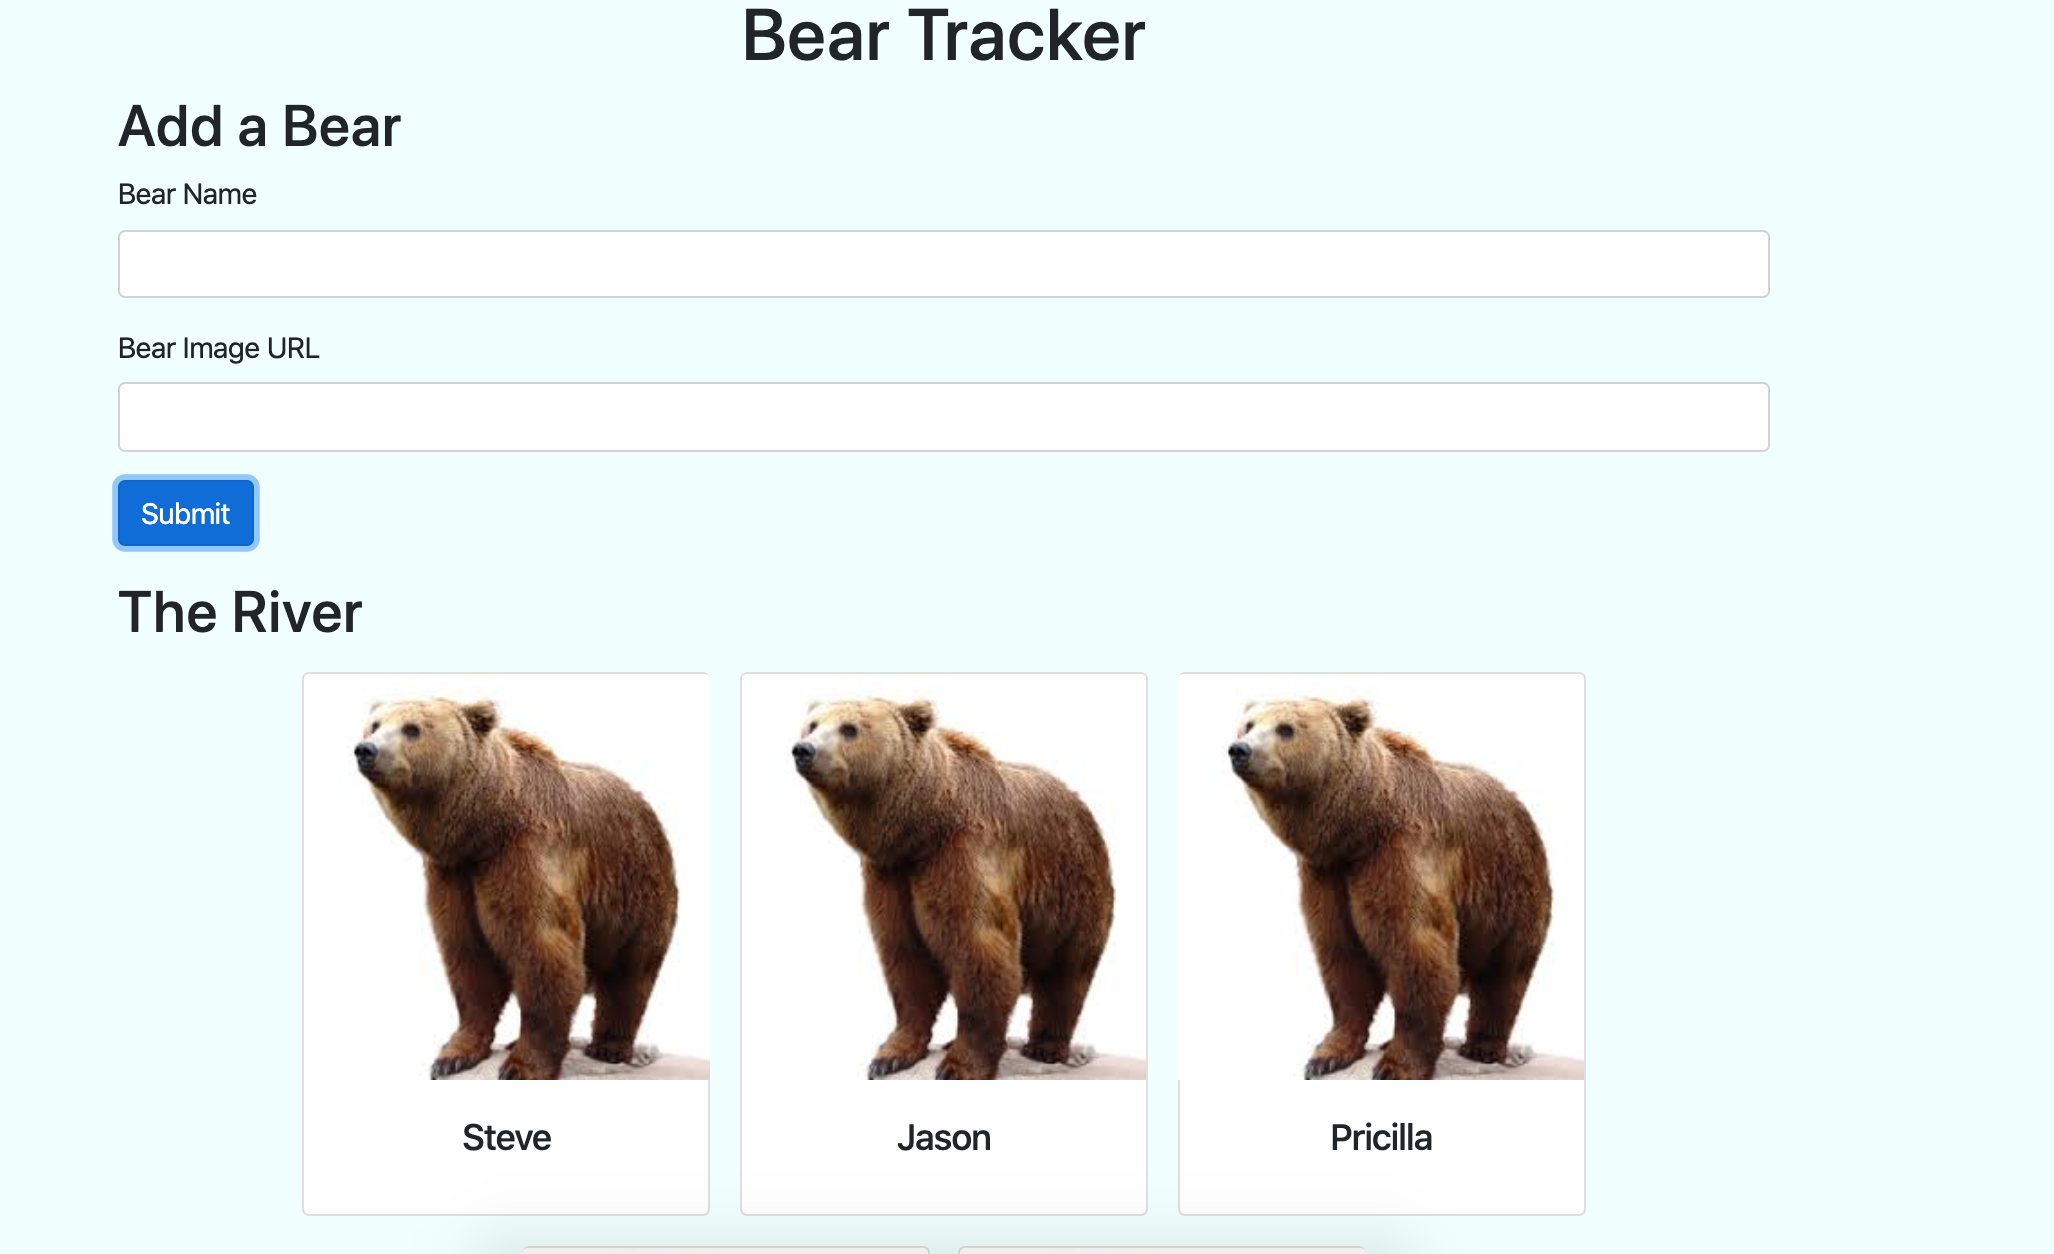 Bear Tracker
Add a Bear
Bear Name
Bear Image URL
Submit
The River
Steve
Jason
Pricilla